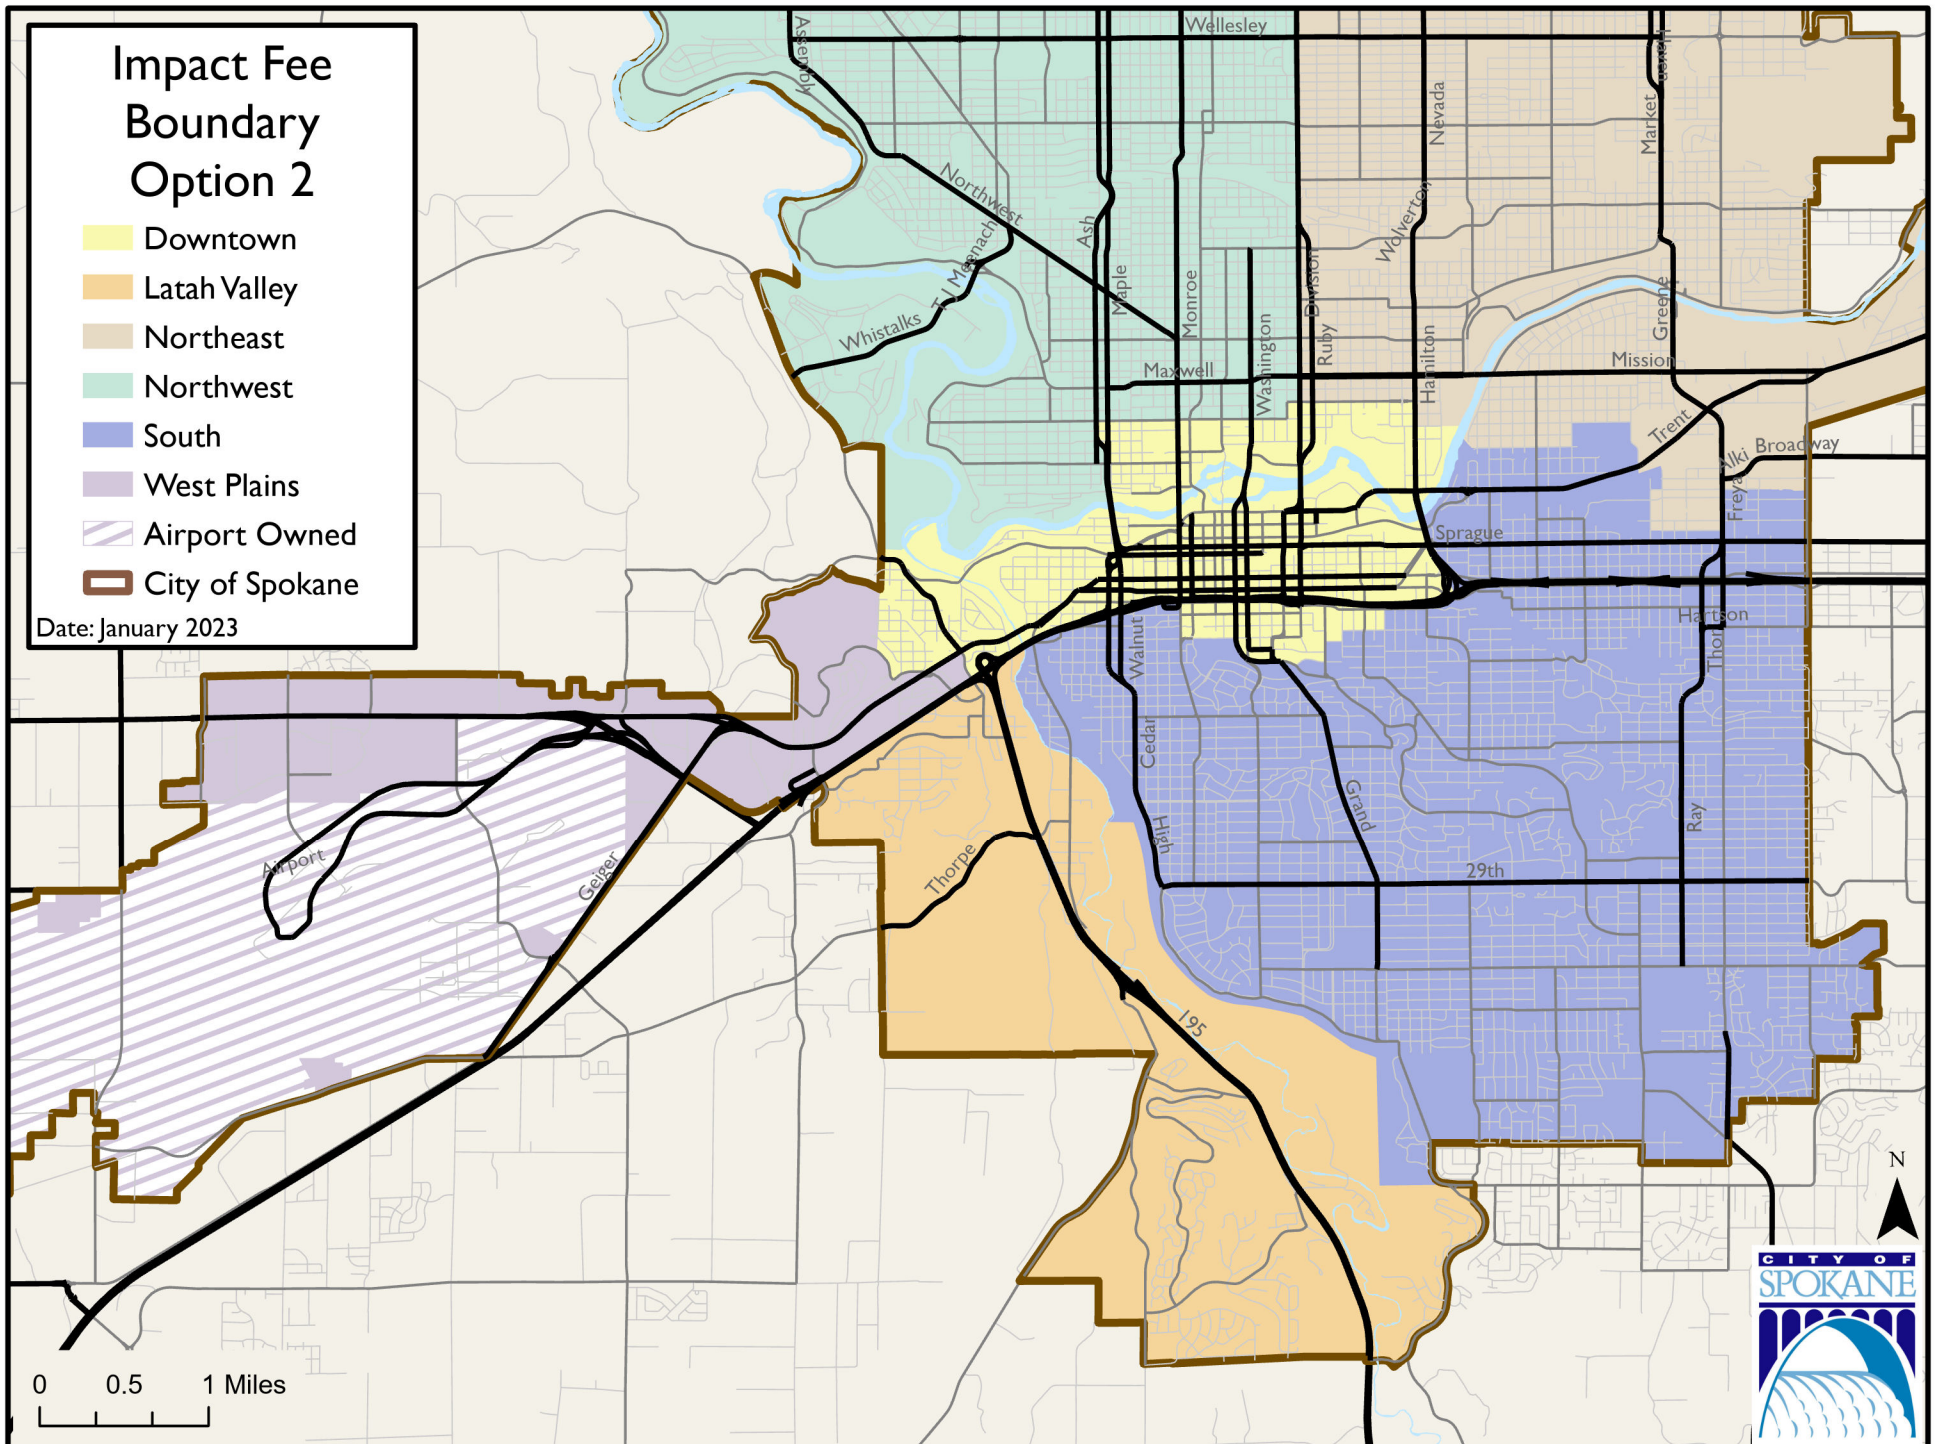 Impact Fee
Boundary
Option 2
Downtown
Latah Valley
Northeast
Northwest
South
West Plains
Airport Owned
City of Spokane
Date: January 2023
Assembly
Wellesley
Haven
Nevada
Market
Northwest
Ash
Wolverton
T J Meenach
Maple
Monroe
Division
Greene
Whistalks
Washington
Ruby
Hamilton
Maxwell
Mission
Trent
Alki
Broadway
Freya
Sprague
Hartson
Thor
Walnut
Cedar
High
Grand
Ray
29th
Thorpe
Airport
Geiger
195
N
CITY OF
SPOKANE
0 0.5 1 Miles